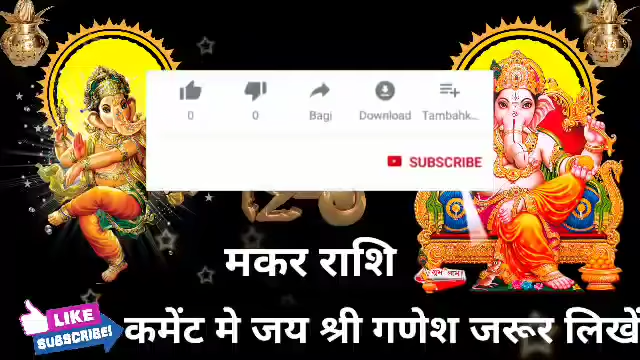 0 0 Bagi Download Tambahk...
SUBSCRIBE
मकर राशि
LIKE
SUBSCRIBE!
कमेंट मे जय श्री गणेश जरूर लिखें